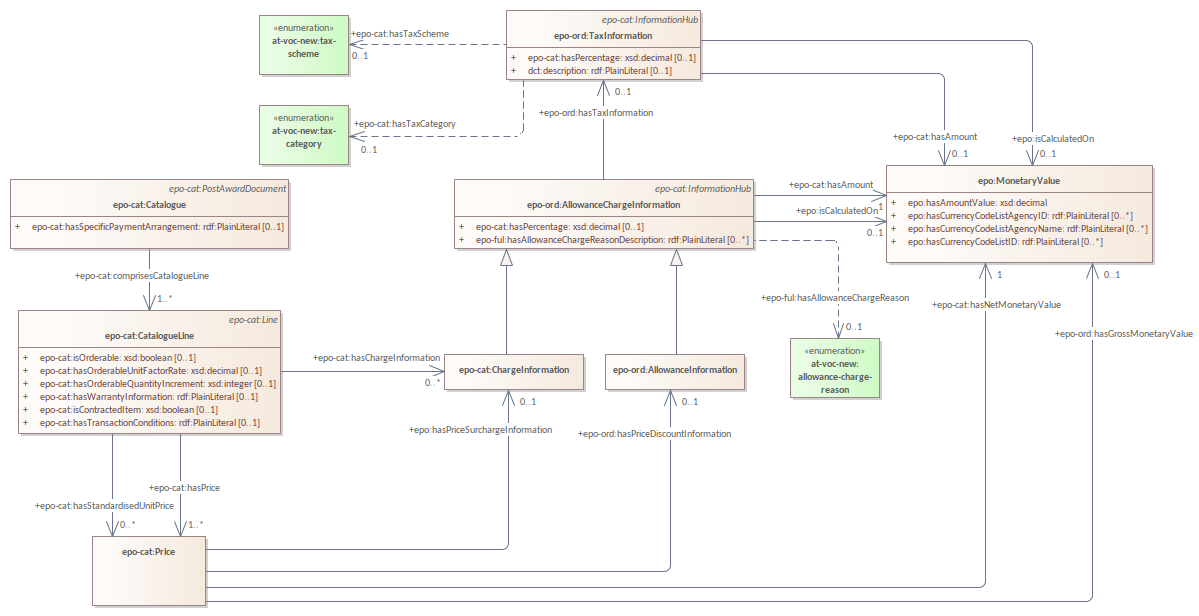 epo-cat:InformationHub
epo-ord:TaxInformation
+ epo-cat:hasPercentage: xsd:decimal [0..1]
+ dct:description: rdf:PlainLiteral [0..1]
«enumeration»
at-voc-new:tax-
scheme
+epo-cat:hasTaxScheme
0..1
«enumeration»
at-voc-new:tax-
category
+epo-cat:hasTaxCategory
0..1
0..1
+epo-ord:hasTaxInformation
+epo-cat:hasAmount
0..1
+epo:isCalculatedOn
0..1
epo-cat:PostAwardDocument
epo-cat:Catalogue
+ epo-cat:hasSpecificPaymentArrangement: rdf:PlainLiteral [0..1]
epo-cat:InformationHub
epo-ord:AllowanceChargeInformation
+ epo-cat:hasPercentage: xsd:decimal [0..1]
+ epo-ful:hasAllowanceChargeReasonDescription: rdf:PlainLiteral [0..*]
+epo-cat:hasAmount
1
+epo:isCalculatedOn
0..1
epo:MonetaryValue
+ epo:hasAmountValue: xsd:decimal
+ epo:hasCurrencyCodeListAgencyID: rdf:PlainLiteral [0..*]
+ epo:hasCurrencyCodeListAgencyName: rdf:PlainLiteral [0..*]
+ epo:hasCurrencyCodeListID: rdf:PlainLiteral [0..*]
+epo-cat:comprisesCatalogueLine
1..*
+epo-ful:hasAllowanceChargeReason
0..1
1
+epo-cat:hasNetMonetaryValue
0..1
+epo-ord:hasGrossMonetaryValue
epo-cat:Line
epo-cat:CatalogueLIne
+ epo-cat:isOrderable: xsd:boolean [0..1]
+ epo-cat:hasOrderableUnitFactorRate: xsd:decimal [0..1]
+ epo-cat:hasOrderableQuantityIncrement: xsd:integer [0..1]
+ epo-cat:hasWarrantyInformation: rdf:PlainLiteral [0..1]
+ epo-cat:isContractedItem: xsd:boolean [0..1]
+ epo-cat:hasTransactionConditions: rdf:PlainLiteral [0..1]
+epo-cat:hasChargeInformation
0..*
epo-cat:ChargeInformation
epo-ord:AllowanceInformation
«enumeration»
at-voc-new:
allowance-charge-
reason
0..1
+epo:hasPriceSurchargeInformation
0..1
+epo-ord:hasPriceDiscountInformation
+epo-cat:hasPrice
+epo-cat:hasStandardisedUnitPrice
0..*
1..*
epo-cat:Price